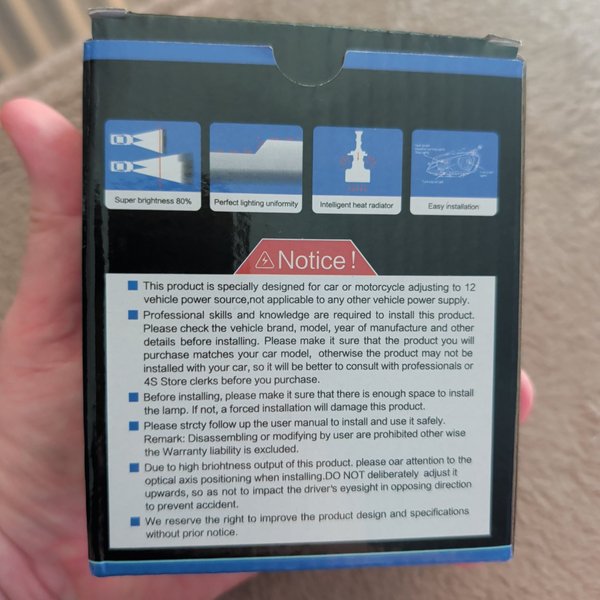 Super brightness 80%
Perfect lighting uniformity
Intelligent heat radiator
Easy installation
Notice!
This product is specially designed for car or motorcycle adjusting to 12
vehicle power source,not applicable to any other vehicle power supply.
Professional skills and knowledge are required to install this product.
Please check the vehicle brand, model, year of manufacture and other
details before installing. Please make it sure that the product you will
purchase matches your car model, otherwise the product may not be
installed with your car, so it will be better to consult with professionals or
4S Store clerks before you purchase.
Before installing, please make it sure that there is enough space to install
the lamp. If not, a forced installation will damage this product.
Please strcty follow up the user manual to install and use it safely.
Remark: Disassembling or modifying by user are prohibited other wise
the Warranty liability is excluded.
Due to high briohtness output of this product. please oar attention to the
optical axis positioning when installing.DO NOT deliberately adjust it
upwards, so as not to impact the driver's eyesight in opposing direction
to prevent accident.
We reserve the right to improve the product design and specifications
without prior notice.